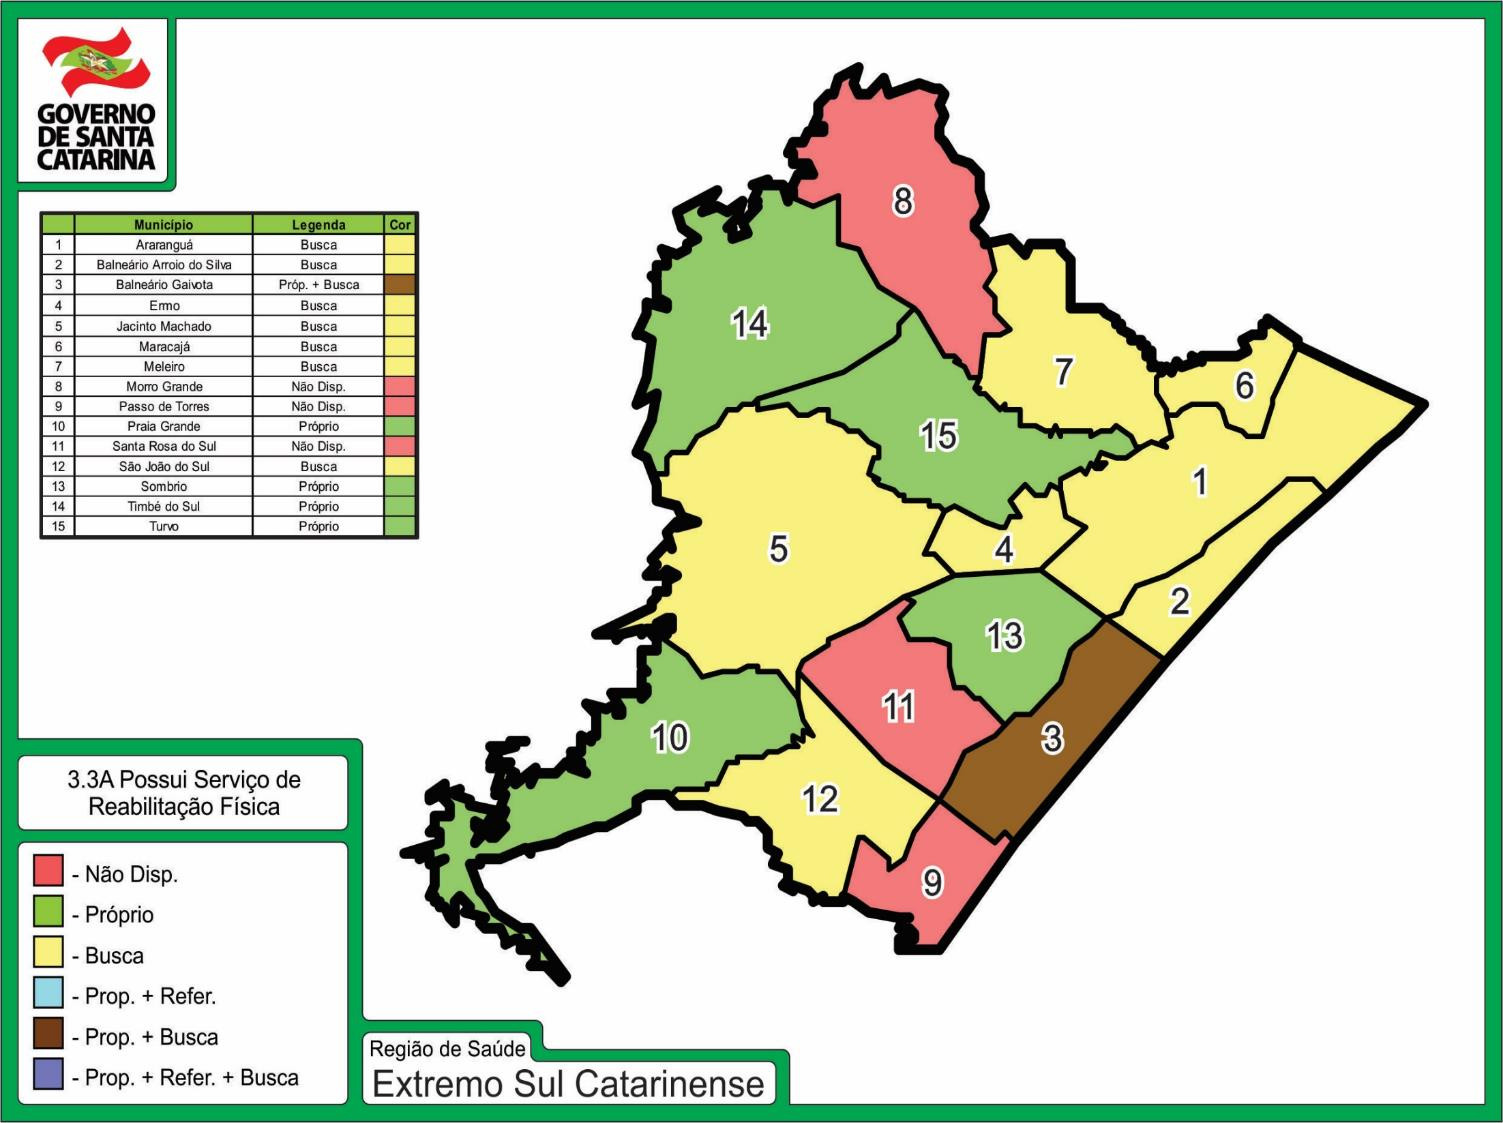 GOVERNO
DE SANTA
CATARINA
Município Legenda Cor
1 Araranguá Busca
2 Balneário Arroio do Silva Busca
3 Balneário Gaivota Próp. + Busca
4 Ermo Busca
5 Jacinto Machado Busca
6 Maracajá Busca
7 Meleiro Busca
8 Morro Grande Não Disp.
9 Passo de Torres Não Disp.
10 Praia Grande Próprio
11 Santa Rosa do Sul Não Disp.
12 São João do Sul Busca
13 Sombrio Próprio
14 Timbé do Sul Próprio
15 Turvo Próprio
8
14
7
6
15
1
5
4
2
13
11
10
3
12
9
3.3A Possui Serviço de
Reabilitação Física
- Não Disp.
- Próprio
- Busca
- Prop. + Refer.
- Prop. + Busca
- Prop. + Refer. + Busca
Região de Saúde
Extremo Sul Catarinense